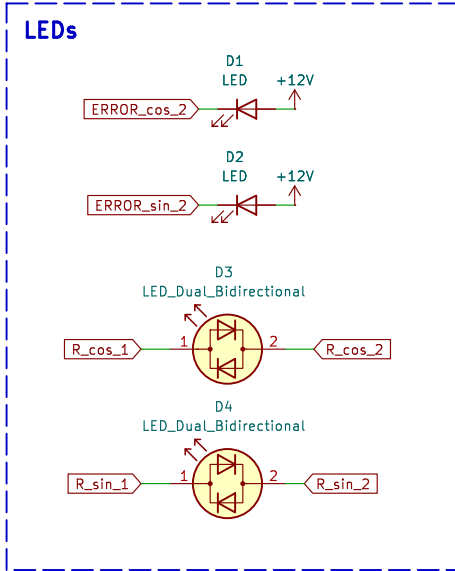 LEDs
D1
LED
+12V
ERROR_cos_2
D2
LED
+12V
ERROR_sin_2
D3
LED_Dual_Bidirectional
R_cos_1
1
2
R_cos_2
D4
LED_Dual_Bidirectional
R_sin_1
1
2
R_sin_2